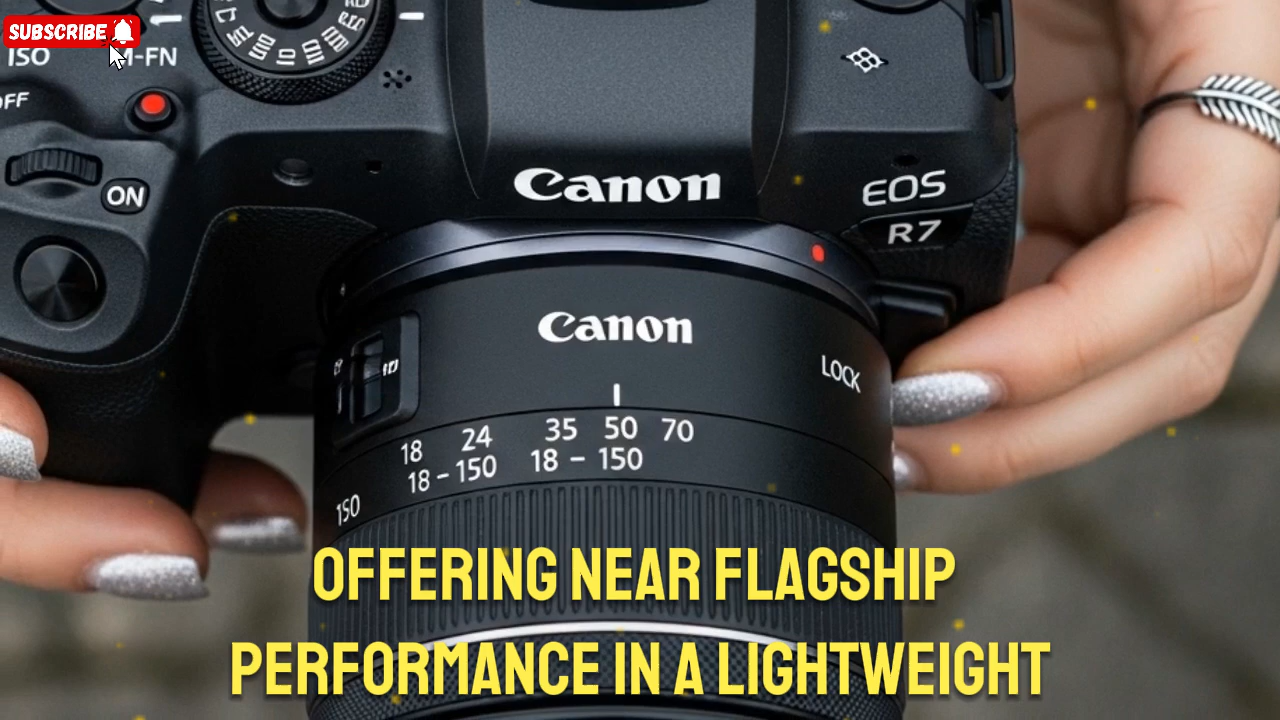 SUBSCRIBE
ISO
M-FN
OFF
ON
Canon
EOS
R7
Canon
LOCK
18 24 35 50 70
18-150 18-150
150
OFFERING NEAR FLAGSHIP
PERFORMANCE IN A LIGHTWEIGHT